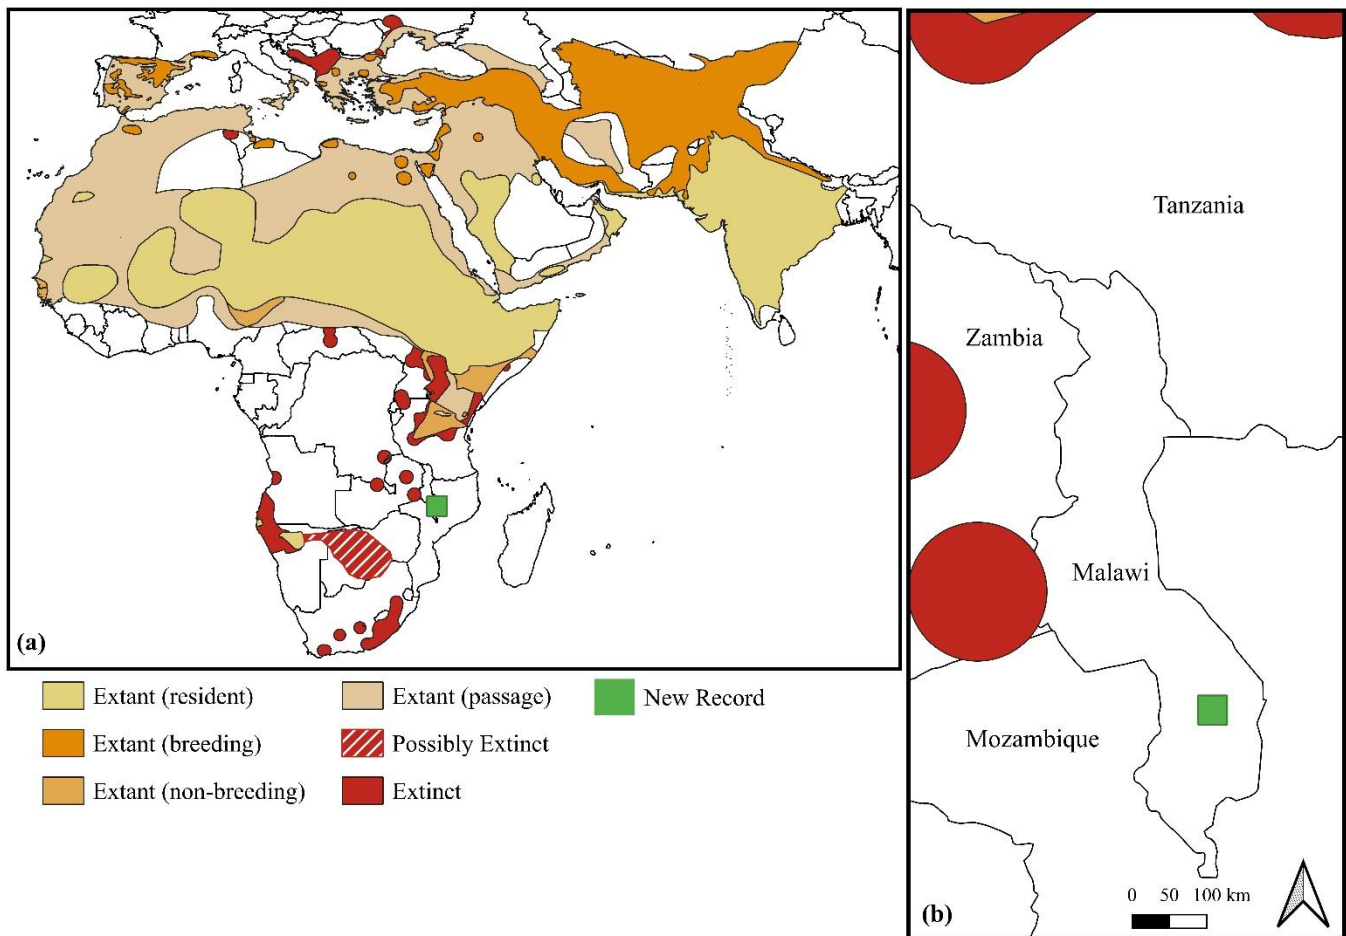 (a)
Extant (resident)
Extant (passage)
New Record
Extant (breeding)
Possibly Extinct
Extant (non-breeding)
Extinct
Tanzania
Zambia
Malawi
Mozambique
0 50 100 km
(b)